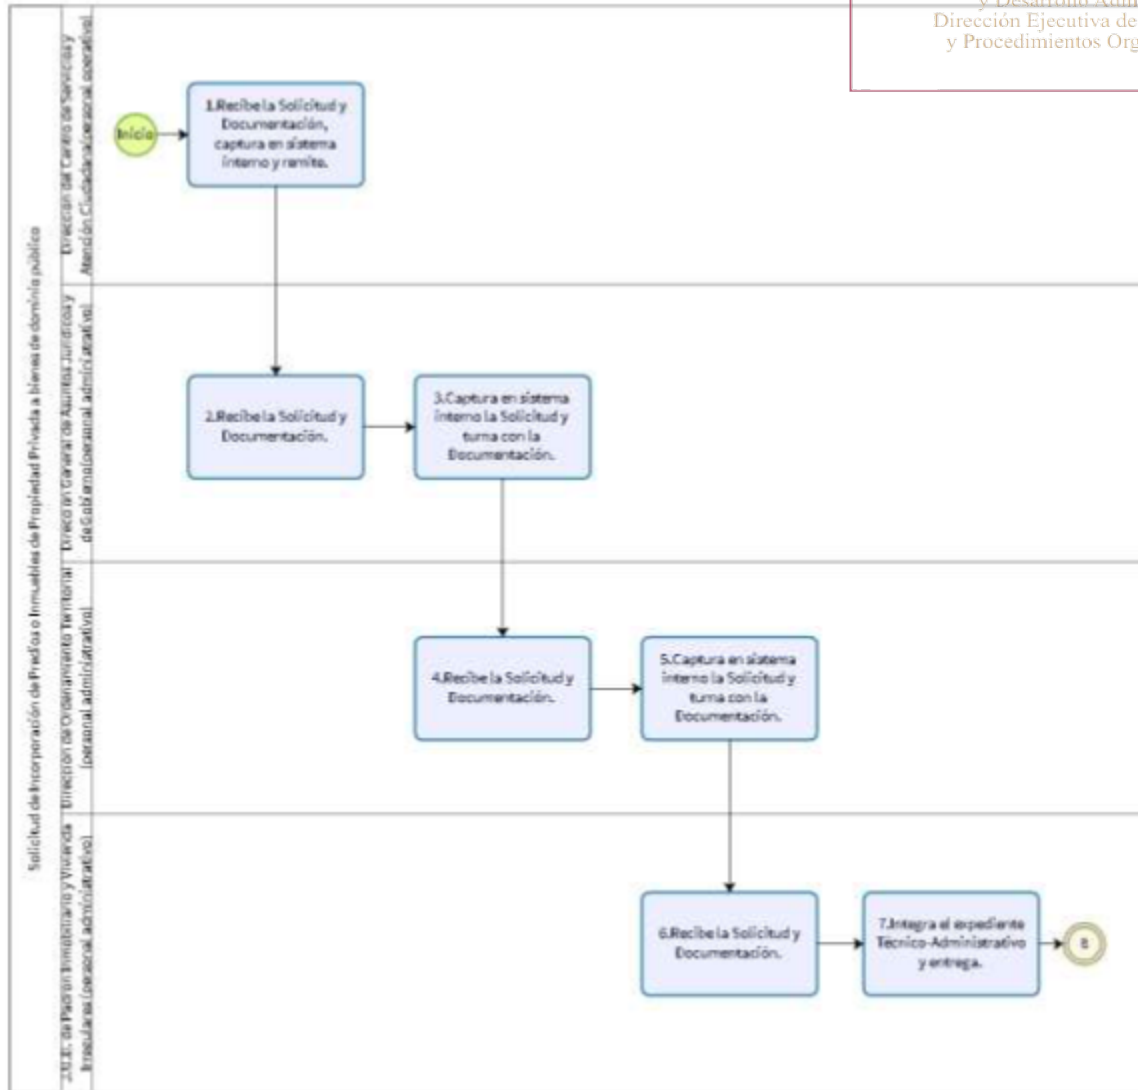 y Desarrollo
Dirección Ejecutiva de
y Procedimientos Org
Solicitud de Incorporación de Predios o Inmuebles de Propiedad Privada a bienes de dominio público
Dirección del Centro de Servicios y
Atención Ciudadana(personal operativo)
Inicio
1.Recibe la Solicitud y
Documentación,
captura en sistema
interno y remite.
Dirección General de Asuntos Jurídicos y
de Gobierno(personal administrativo)
2.Recibe la Solicitud y
Documentación.
3.Captura en sistema
interno la Solicitud y
turna con la
Documentación.
Dirección de Ordenamiento Territorial
(personal administrativo)
4.Recibe la Solicitud y
Documentación.
5.Captura en sistema
interno la Solicitud y
turna con la
Documentación.
J.U.D. de Padrón Inmobiliario y Vivienda
Irregulares(personal administrativo)
6.Recibe la Solicitud y
Documentación.
7.Integra el expediente
Técnico-Administrativo
y entrega.
B